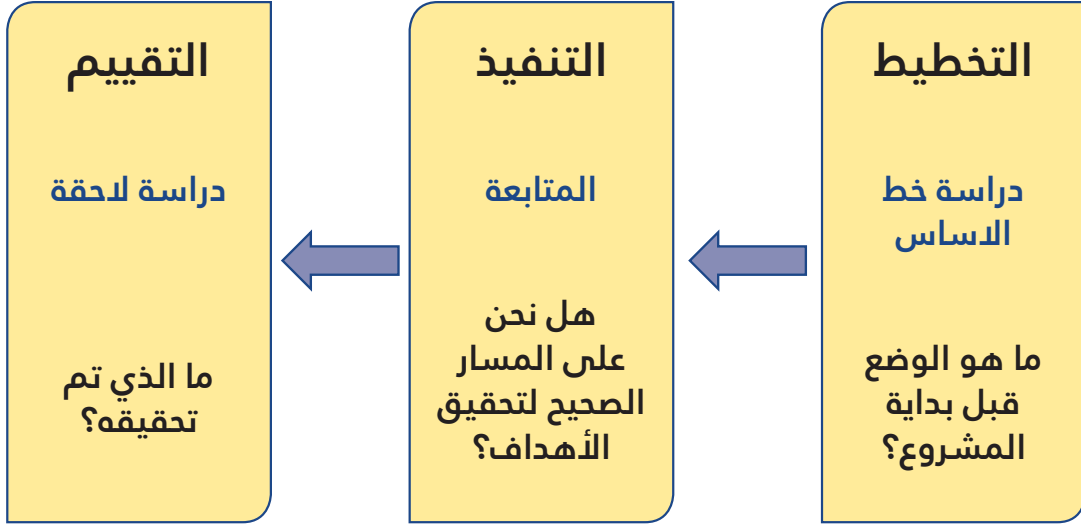 التخطيط
دراسة خط
الاساس
ما هو الوضع
قبل بداية
المشروع؟
التنفيذ
المتابعة
هل نحن
على المسار
الصحيح لتحقيق
الأهداف؟
التقييم
دراسة لاحقة
ما الذي تم
تحقيقه؟